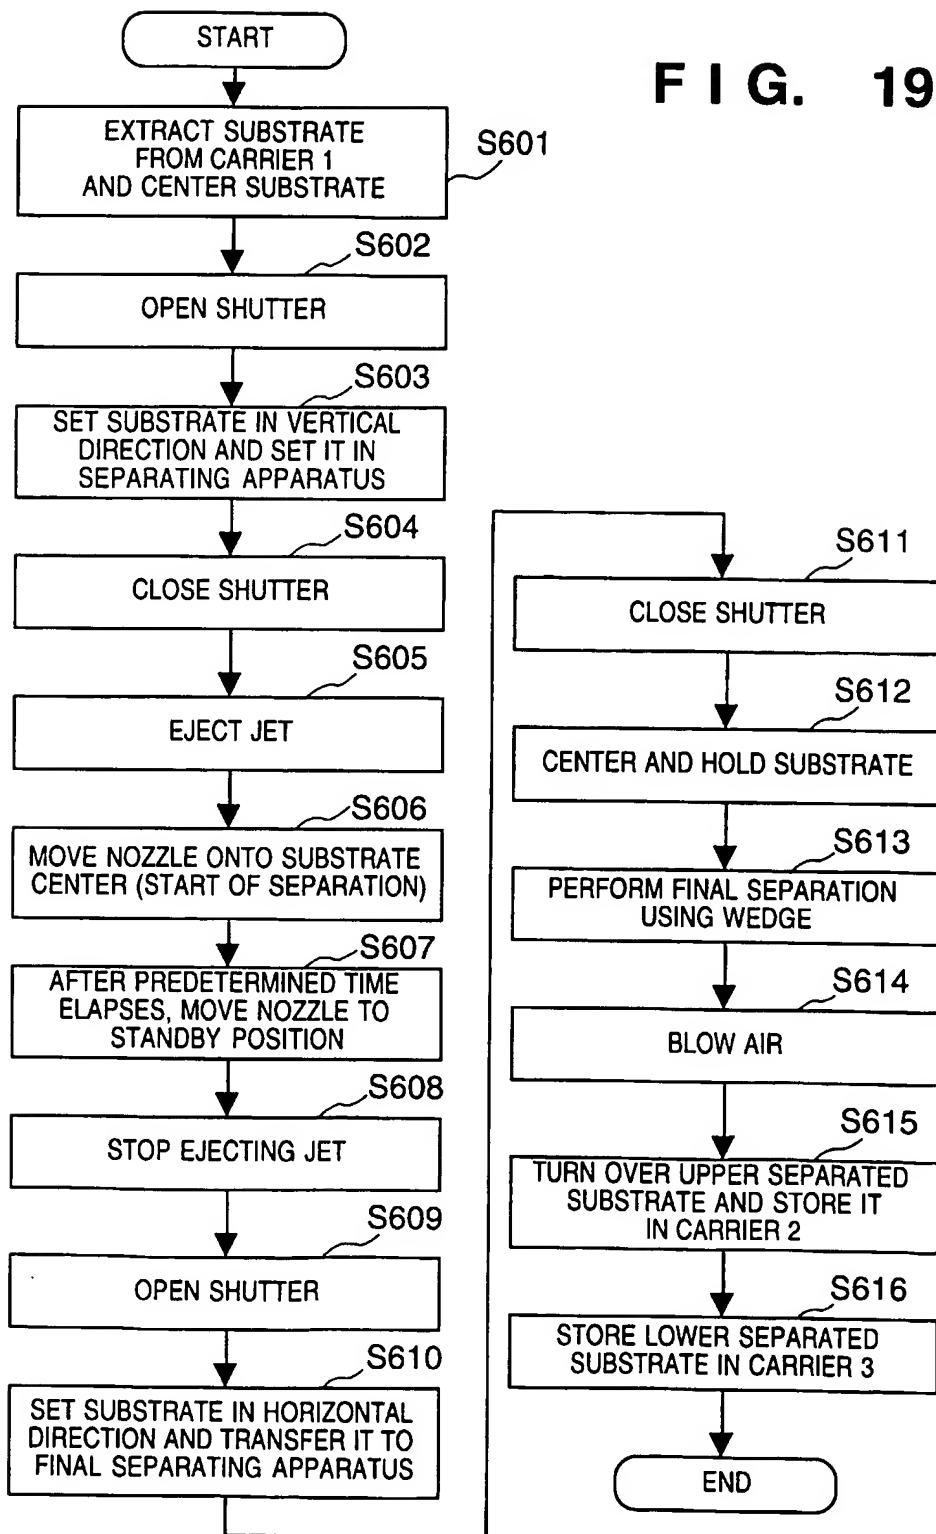 FIG. 19
START
S601
EXTRACT SUBSTRATE
FROM CARRIER 1
AND CENTER SUBSTRATE
S602
OPEN SHUTTER
S603
SET SUBSTRATE IN VERTICAL
DIRECTION AND SET IT IN
SEPARATING APPARATUS
S604
CLOSE SHUTTER
S605
EJECT JET
S606
MOVE NOZZLE ONTO SUBSTRATE
CENTER (START OF SEPARATION)
S607
AFTER PREDETERMINED TIME
ELAPSES, MOVE NOZZLE TO
STANDBY POSITION
S608
STOP EJECTING JET
S609
OPEN SHUTTER
S610
SET SUBSTRATE IN HORIZONTAL
DIRECTION AND TRANSFER IT TO
FINAL SEPARATING APPARATUS
S611
CLOSE SHUTTER
S612
CENTER AND HOLD SUBSTRATE
S613
PERFORM FINAL SEPARATION
USING WEDGE
S614
BLOW AIR
S615
TURN OVER UPPER SEPARATED
SUBSTRATE AND STORE IT
IN CARRIER 2
S616
STORE LOWER SEPARATED
SUBSTRATE IN CARRIER 3
END